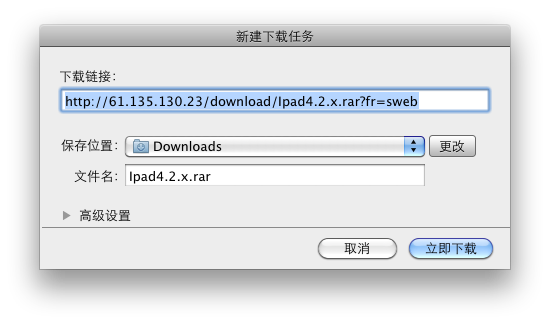 新建下载任务
下载链接:
http://61.135.130.23/download/Ipad4.2.x.rar?fr=sweb
保存位置: Downloads 更改
文件名: Ipad4.2.x.rar
高级设置
取消 立即下载